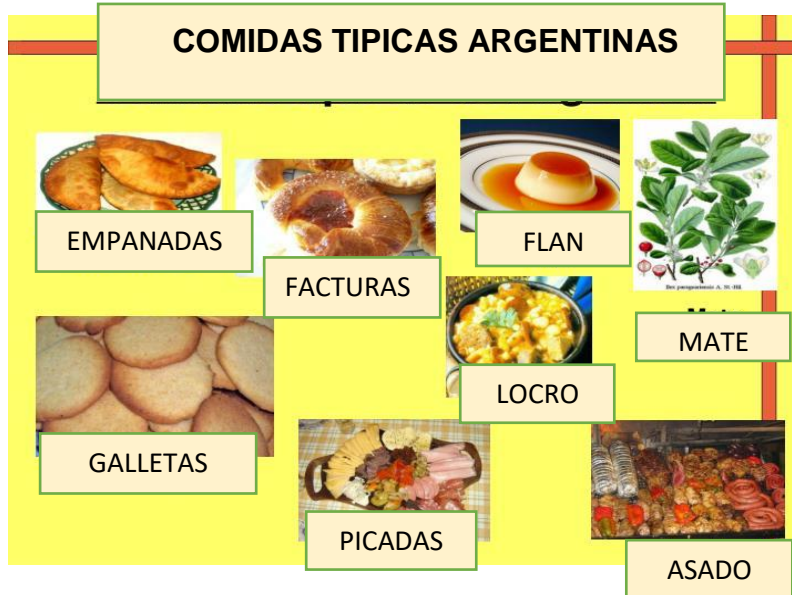 COMIDAS TIPICAS ARGENTINAS
EMPANADAS
FACTURAS
FLAN
MATE
GALLETAS
LOCRO
PICADAS
ASADO